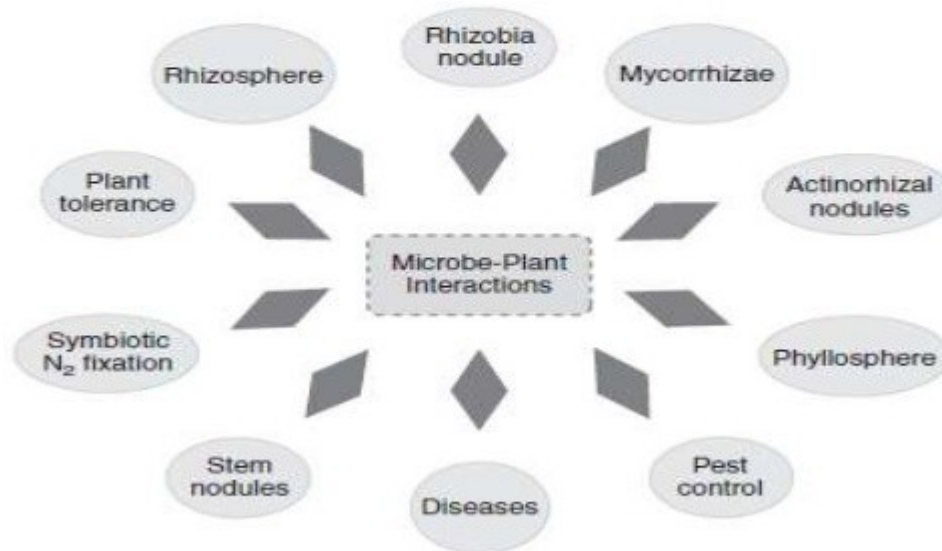 Rhizosphere
Rhizobia
nodule
Mycorrhizae
Plant
tolerance
Actinorhizal
nodules
Microbe-Plant
Interactions
Symbiotic
N₂ fixation
Phyllosphere
Stem
nodules
Diseases
Pest
control